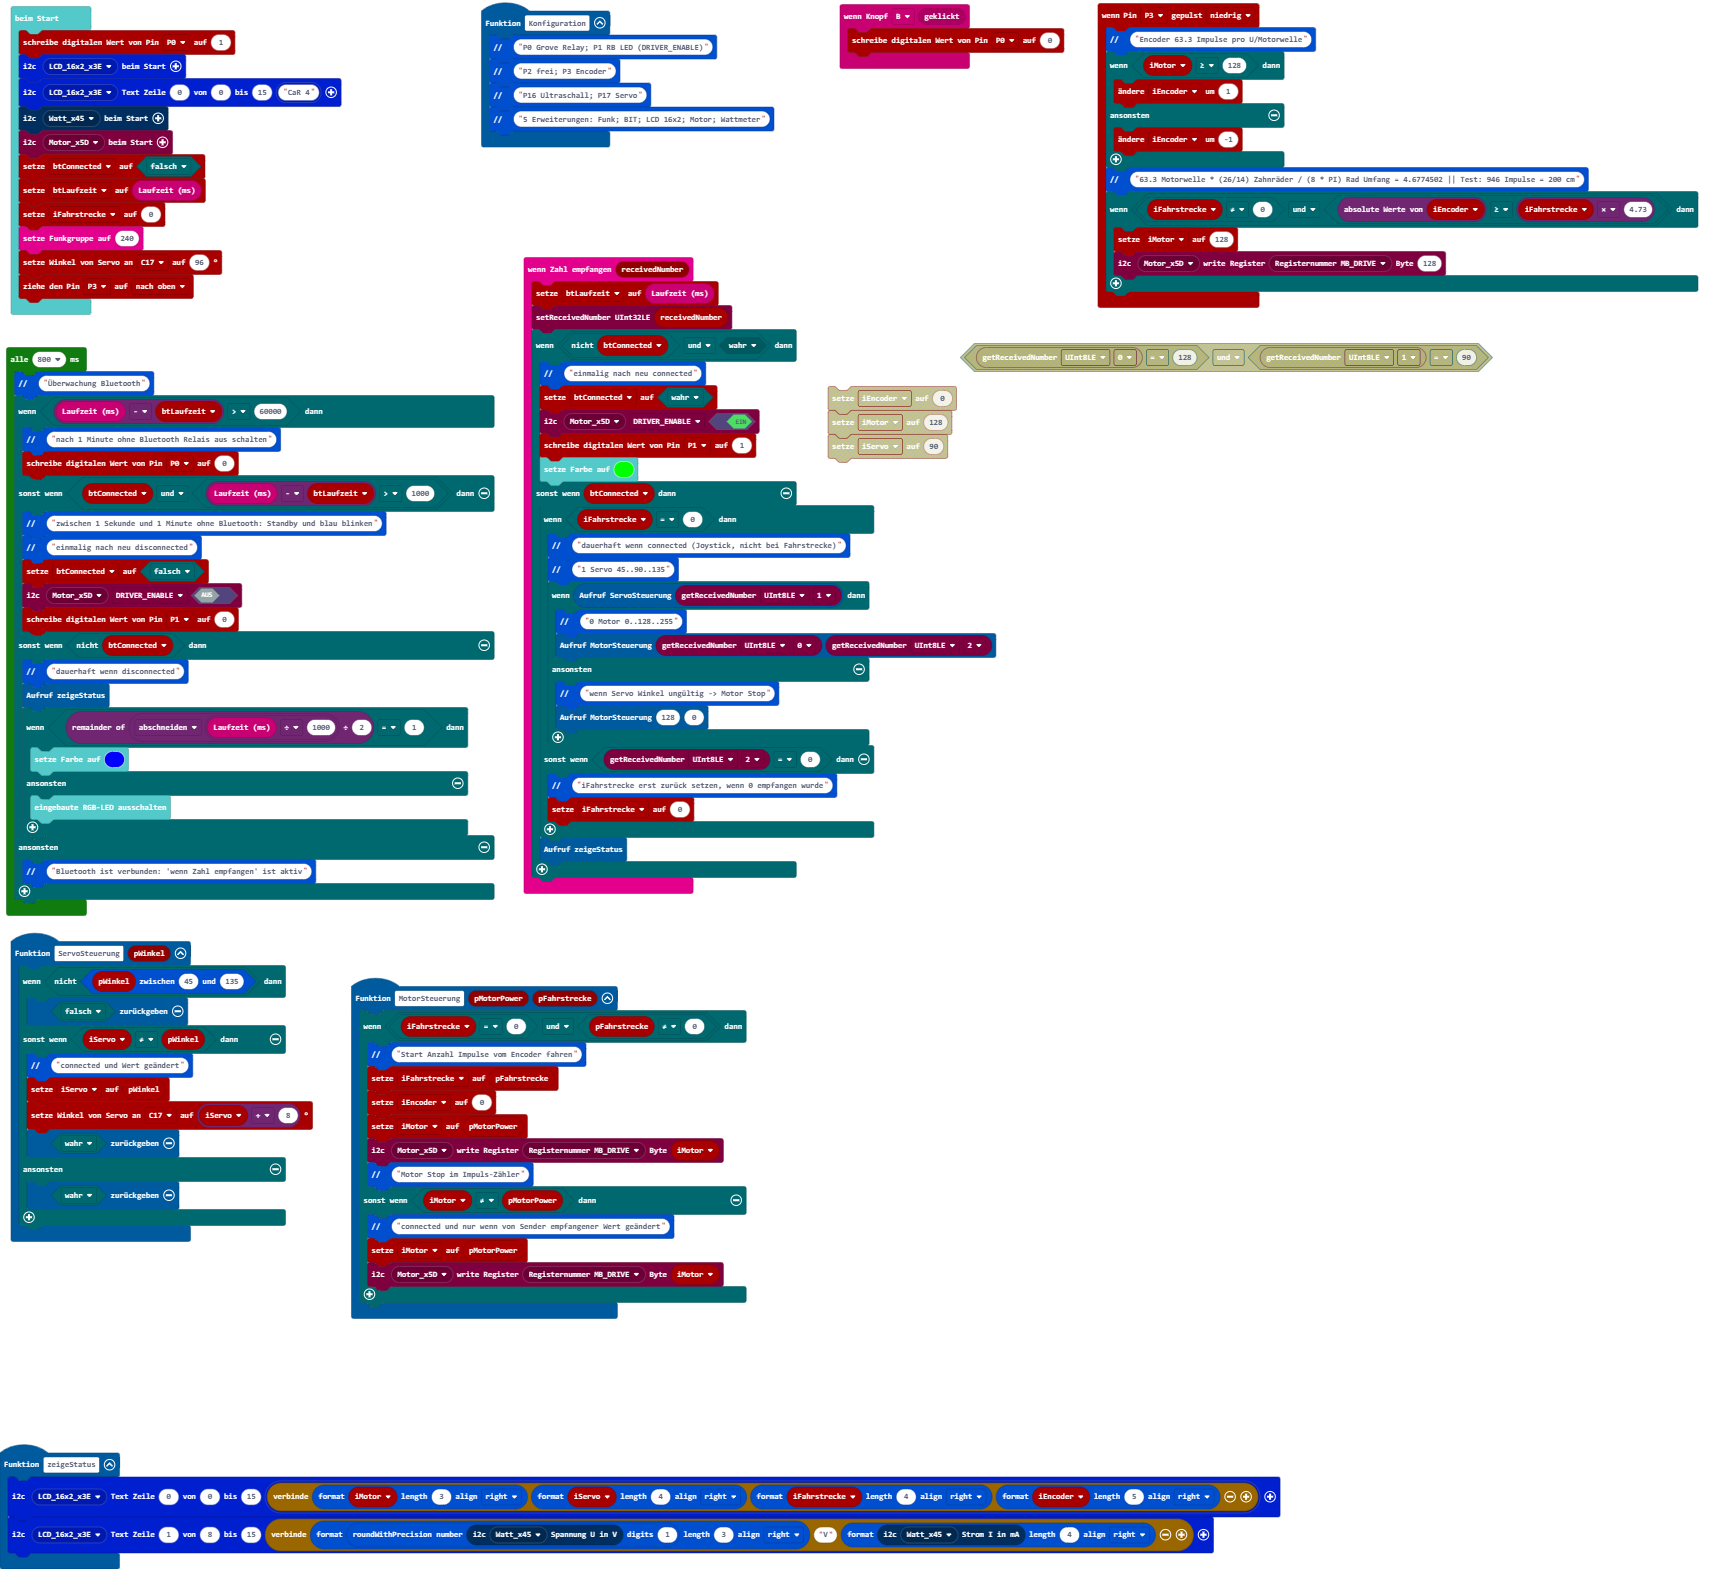 beim Start
schreibe digitalen Wert von Pin P0 auf 1
i2c LCD_16x2_x3E beim Start
i2c LCD_16x2_x3E Text Zeile 0 von 0 bis 15 "CaR 4"
i2c Watt_x45 beim Start
i2c Motor_x5D beim Start
setze btConnected auf falsch
setze btLaufzeit auf Laufzeit (ms)
setze iFahrstrecke auf 0
setze Funkgruppe auf 240
setze Winkel von Servo an C17 auf 96 °
ziehe den Pin P3 auf nach oben
Funktion Konfiguration
// "P0 Grove Relay; P1 RB LED (DRIVER_ENABLE)"
// "P2 frei; P3 Encoder"
// "P16 Ultraschall; P17 Servo"
// "5 Erweiterungen: Funk; BIT; LCD 16x2; Motor; Wattmeter"
wenn Knopf B geklickt
schreibe digitalen Wert von Pin P0 auf 0
wenn Pin P3 gepulst niedrig
// "Encoder 63.3 Impulse pro U/Motorwelle"
wenn iMotor ≥ 128 dann
ändere iEncoder um 1
ansonsten
ändere iEncoder um -1
// "63.3 Motorwelle * (26/14) Zahnräder / (8 * PI) Rad Umfang = 4.6774502 || Test: 946 Impulse = 200 cm"
wenn iFahrstrecke ≠ 0 und absolute Werte von iEncoder ≥ iFahrstrecke × 4.73 dann
setze iMotor auf 128
i2c Motor_x5D write Register Registernummer MB_DRIVE Byte 128
wenn Zahl empfangen receivedNumber
setze btLaufzeit auf Laufzeit (ms)
setReceivedNumber UInt32LE receivedNumber
wenn nicht btConnected und wahr dann
// "einmalig nach neu connected"
setze btConnected auf wahr
i2c Motor_x5D DRIVER_ENABLE EIN
schreibe digitalen Wert von Pin P1 auf 1
setze Farbe auf
sonst wenn btConnected dann
wenn iFahrstrecke = 0 dann
// "dauerhaft wenn connected (Joystick, nicht bei Fahrstrecke)"
// "1 Servo 45..90..135"
wenn Aufruf ServoSteuerung getReceivedNumber UInt8LE 1 dann
// "0 Motor 0..128..255"
Aufruf MotorSteuerung getReceivedNumber UInt8LE 0 getReceivedNumber UInt8LE 2
ansonsten
// "wenn Servo Winkel ungültig -> Motor Stop"
Aufruf MotorSteuerung 128 0
sonst wenn getReceivedNumber UInt8LE 2 = 0 dann
// "iFahrstrecke erst zurück setzen, wenn 0 empfangen wurde"
setze iFahrstrecke auf 0
Aufruf zeigeStatus
getReceivedNumber UInt8LE 0 = 128 und getReceivedNumber UInt8LE 1 = 90
setze iEncoder auf 0
setze iMotor auf 128
setze iServo auf 90
alle 800 ms
// "Überwachung Bluetooth"
wenn Laufzeit (ms) - btLaufzeit > 60000 dann
// "nach 1 Minute ohne Bluetooth Relais aus schalten"
schreibe digitalen Wert von Pin P0 auf 0
sonst wenn btConnected und Laufzeit (ms) - btLaufzeit > 1000 dann
// "zwischen 1 Sekunde und 1 Minute ohne Bluetooth: Standby und blau blinken"
// "einmalig nach neu disconnected"
setze btConnected auf falsch
i2c Motor_x5D DRIVER_ENABLE AUS
schreibe digitalen Wert von Pin P1 auf 0
sonst wenn nicht btConnected dann
// "dauerhaft wenn disconnected"
Aufruf zeigeStatus
wenn remainder of abschneiden Laufzeit (ms) ÷ 1000 ÷ 2 = 1 dann
setze Farbe auf
ansonsten
eingebaute RGB-LED ausschalten
ansonsten
// "Bluetooth ist verbunden: 'wenn Zahl empfangen' ist aktiv"
Funktion ServoSteuerung pWinkel
wenn nicht pWinkel zwischen 45 und 135 dann
falsch zurückgeben
sonst wenn iServo ≠ pWinkel dann
// "connected und Wert geändert"
setze iServo auf pWinkel
setze Winkel von Servo an C17 auf iServo + 8 °
wahr zurückgeben
ansonsten
wahr zurückgeben
Funktion MotorSteuerung pMotorPower pFahrstrecke
wenn iFahrstrecke = 0 und pFahrstrecke ≠ 0 dann
// "Start Anzahl Impulse vom Encoder fahren"
setze iFahrstrecke auf pFahrstrecke
setze iEncoder auf 0
setze iMotor auf pMotorPower
i2c Motor_x5D write Register Registernummer MB_DRIVE Byte iMotor
// "Motor Stop im Impuls-Zähler"
sonst wenn iMotor ≠ pMotorPower dann
// "connected und nur wenn von Sender empfangener Wert geändert"
setze iMotor auf pMotorPower
i2c Motor_x5D write Register Registernummer MB_DRIVE Byte iMotor
Funktion zeigeStatus
i2c LCD_16x2_x3E Text Zeile 0 von 0 bis 15 verbinde format iMotor length 3 align right format iServo length 4 align right format iFahrstrecke length 4 align right format iEncoder length 5 align right
i2c LCD_16x2_x3E Text Zeile 1 von 8 bis 15 verbinde format roundWithPrecision number i2c Watt_x45 Spannung U in V digits 1 length 3 align right "V" format i2c Watt_x45 Strom I in mA length 4 align right